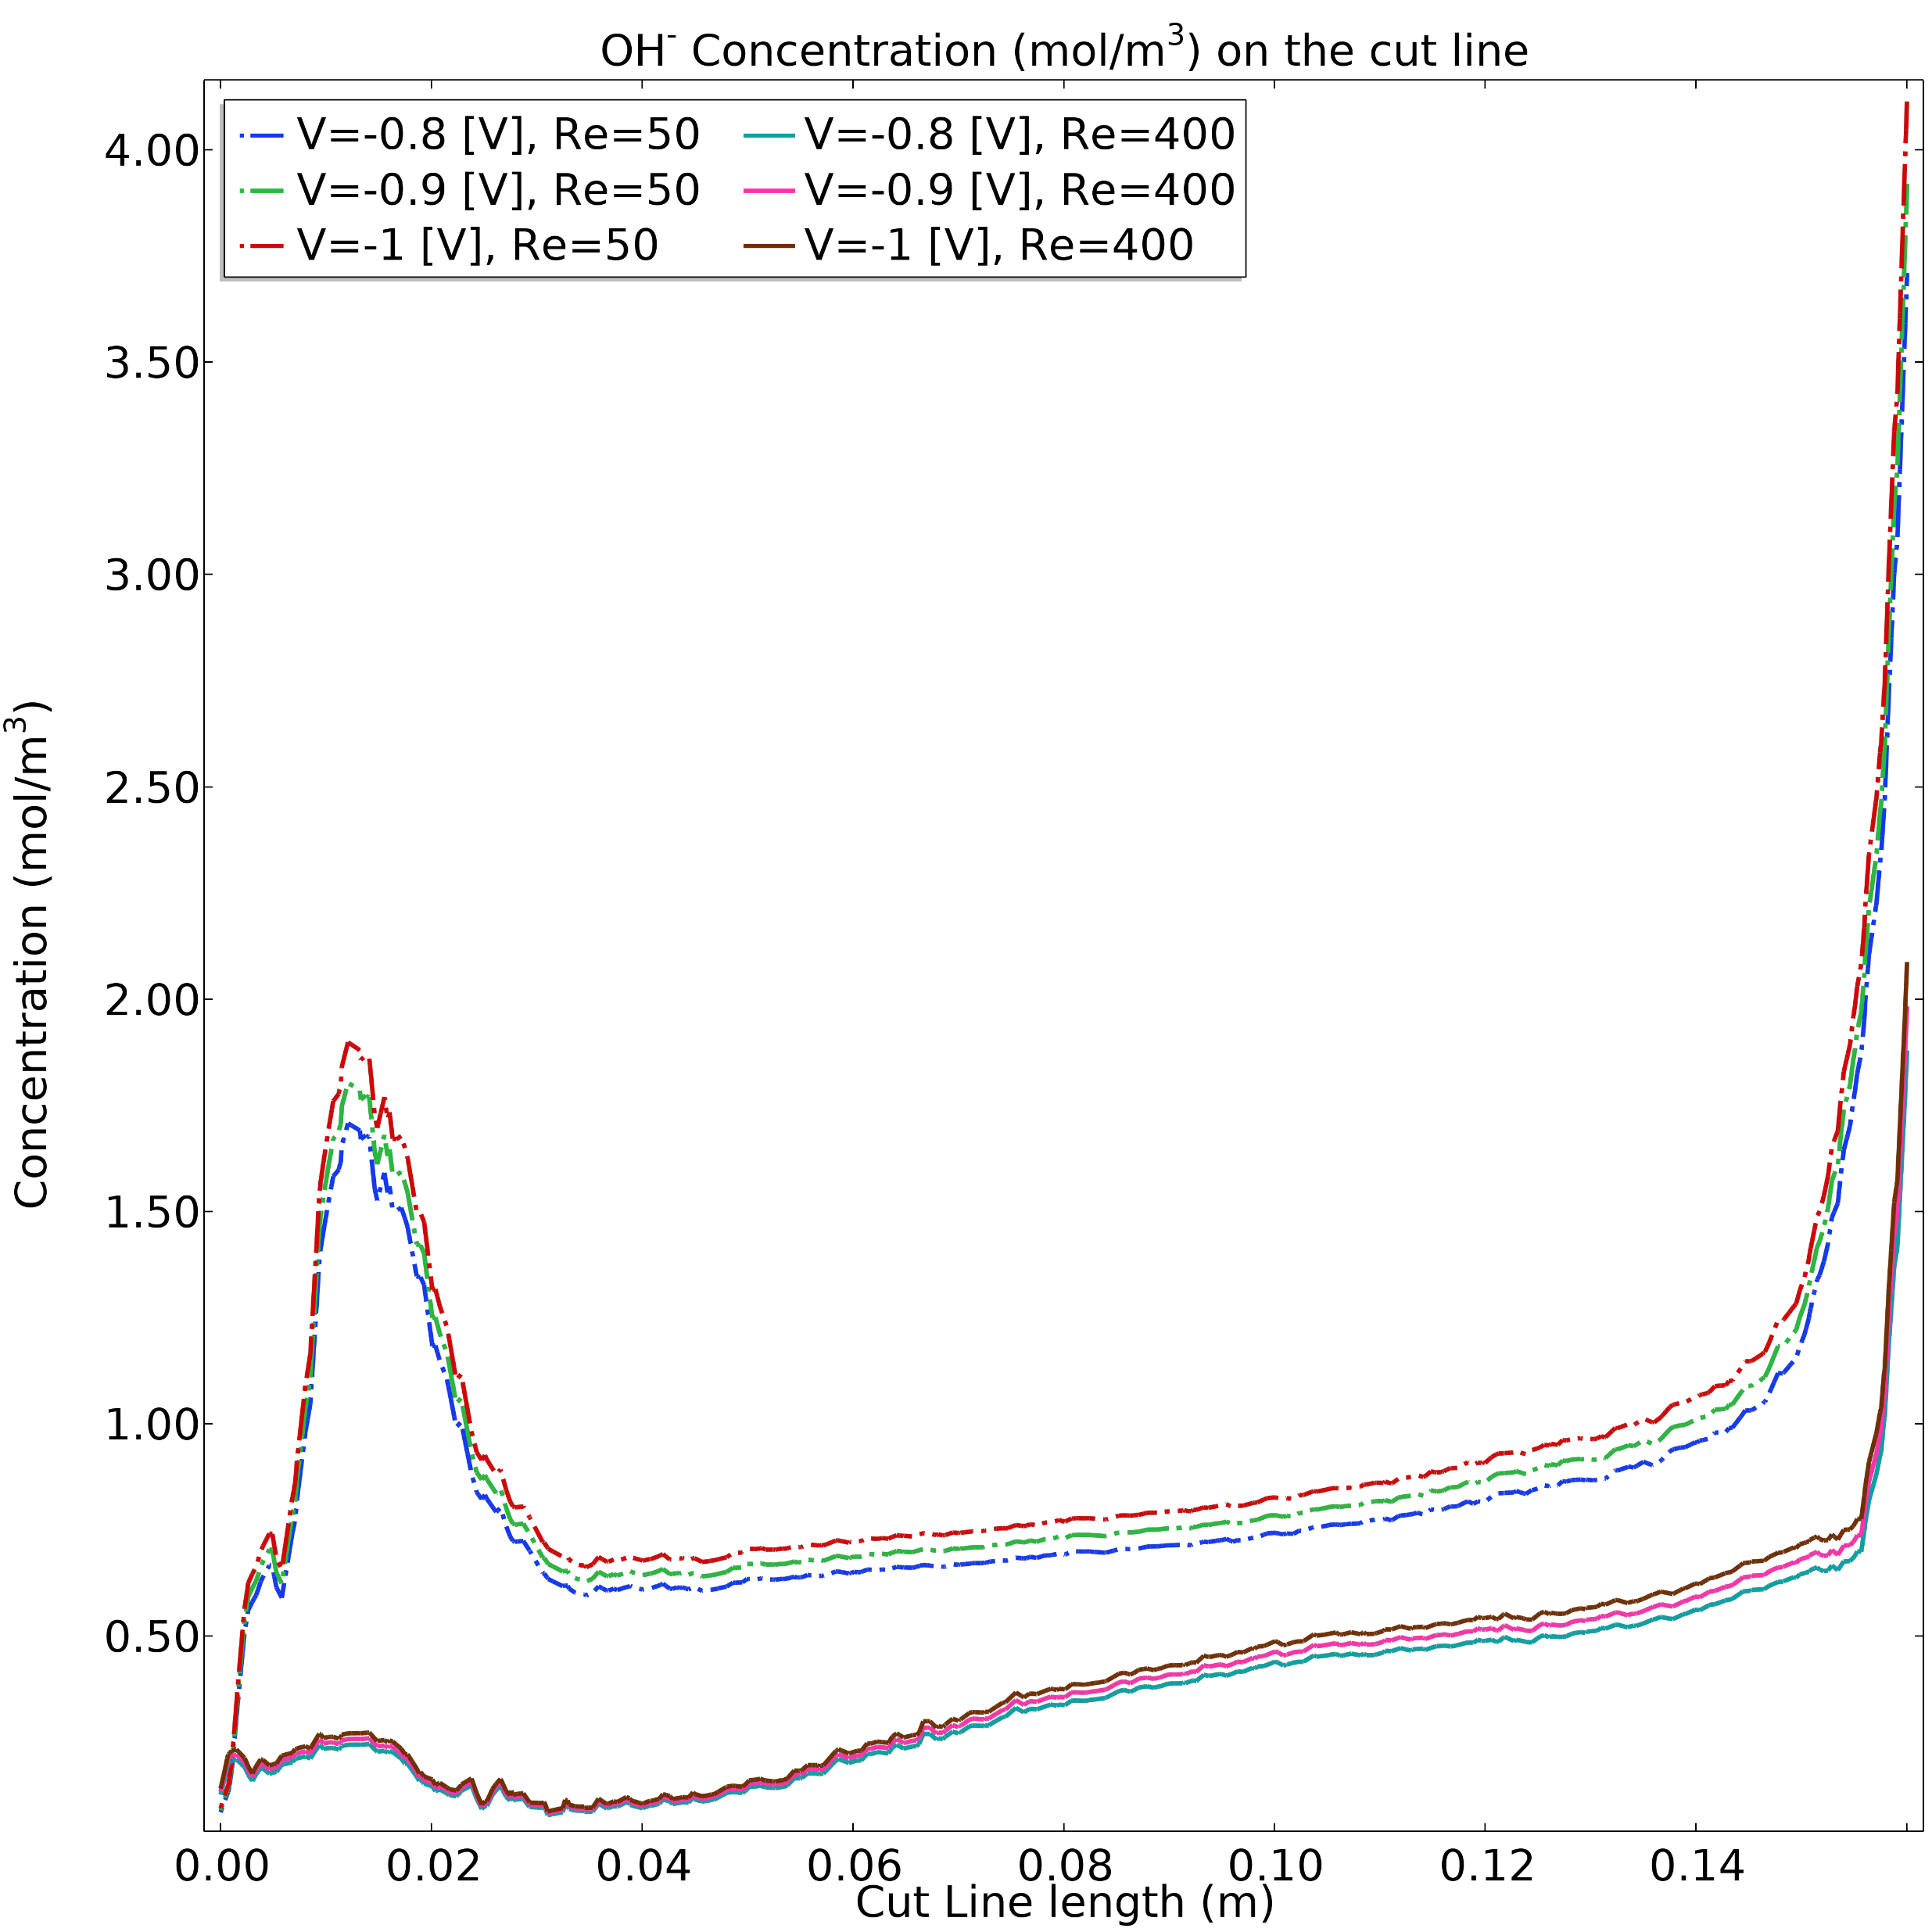 OH⁻ Concentration (mol/m³) on the cut line
V=-0.8 [V], Re=50
V=-0.9 [V], Re=50
V=-1 [V], Re=50
V=-0.8 [V], Re=400
V=-0.9 [V], Re=400
V=-1 [V], Re=400
Concentration (mol/m³)
4.00
3.50
3.00
2.50
2.00
1.50
1.00
0.50
0.00 0.02 0.04 0.06 0.08 0.10 0.12 0.14
Cut Line length (m)